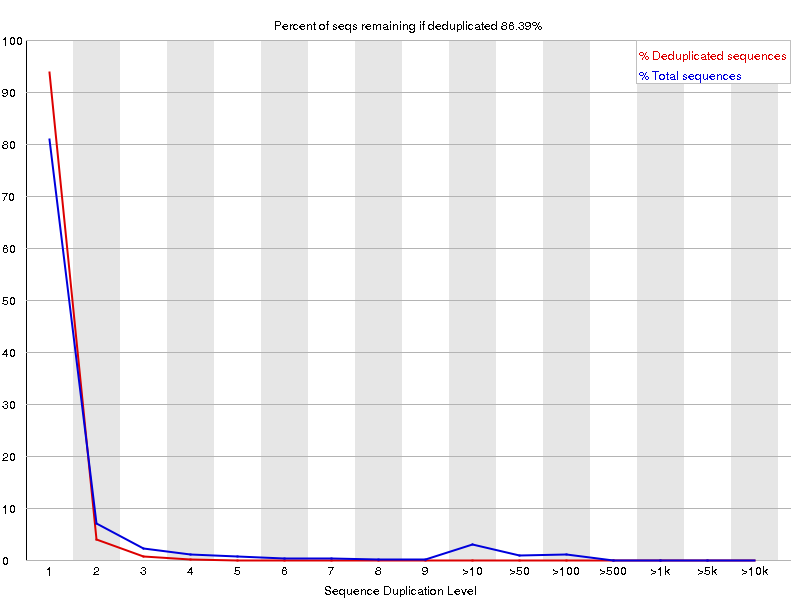 Percent of seqs remaining if deduplicated 86.39%
% Deduplicated sequences
% Total sequences
100
90
80
70
60
50
40
30
20
10
0
1 2 3 4 5 6 7 8 9 >10 >50 >100 >500 >1k >5k >10k
Sequence Duplication Level